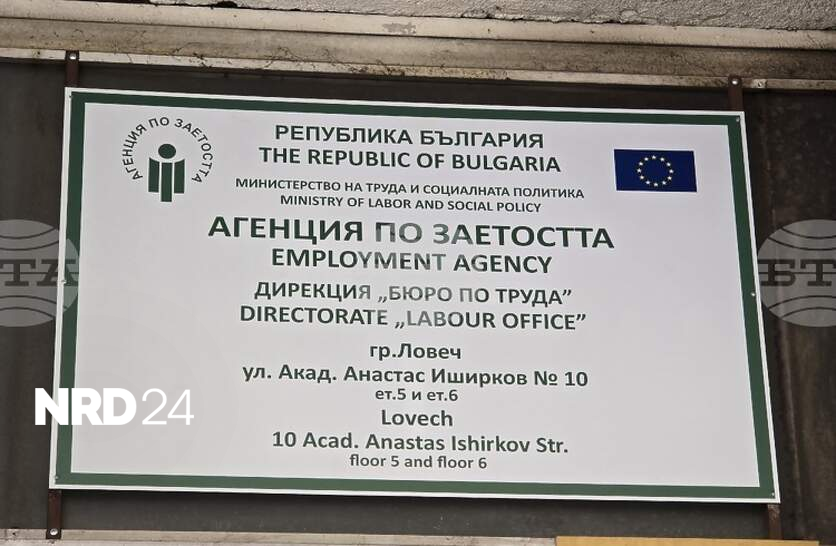 АГЕНЦИЯ ПО ЗАЕТОСТТА
РЕПУБЛИКА БЪЛГАРИЯ
THE REPUBLIC OF BULGARIA
МИНИСТЕРСТВО НА ТРУДА И СОЦИАЛНАТА ПОЛИТИКА
MINISTRY OF LABOR AND SOCIAL POLICY
АГЕНЦИЯ ПО ЗАЕТОСТТА
EMPLOYMENT AGENCY
ДИРЕКЦИЯ „БЮРО ПО ТРУДА”
DIRECTORATE „LABOUR OFFICE”
гр.Ловеч
ул. Акад. Анастас Иширков № 10
ет.5 и ет.6
Lovech
10 Acad. Anastas Ishirkov Str.
floor 5 and floor 6
NRD24